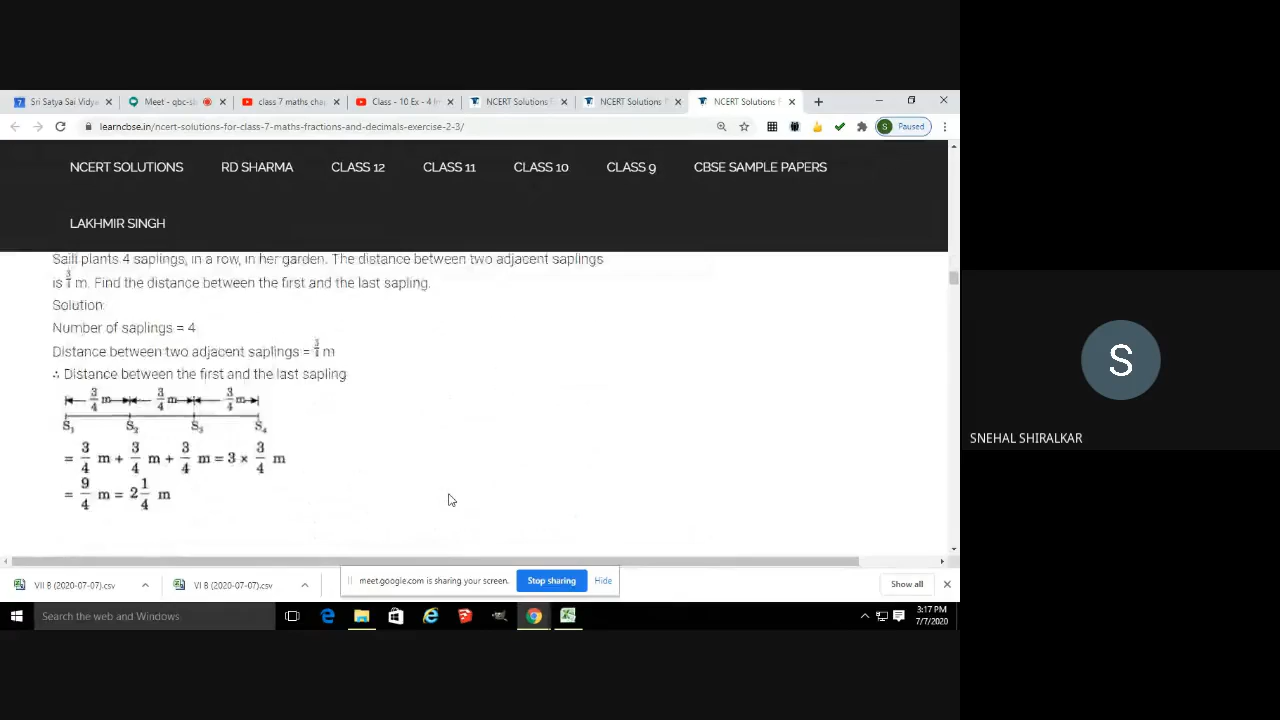 Sri Satya Sai Vidya
Meet - qbc-s
class 7 maths cha
Class - 10 Ex - 4
NCERT Solutions
NCERT Solutions
NCERT Solutions
learncbse.in/ncert-solutions-for-class-7-maths-fractions-and-decimals-exercise-2-3/
S Paused
NCERT SOLUTIONS RD SHARMA CLASS 12 CLASS 11 CLASS 10 CLASS 9 CBSE SAMPLE PAPERS
LAKHMIR SINGH
Saili plants 4 saplings, in a row, in her garden. The distance between two adjacent saplings
is 3/4 m. Find the distance between the first and the last sapling.
Solution:
Number of saplings = 4
Distance between two adjacent saplings = 3/4 m
∴ Distance between the first and the last sapling
3/4 m 3/4 m 3/4 m
S₁ S₂ S₃ S₄
= 3/4 m + 3/4 m + 3/4 m = 3 × 3/4 m
= 9/4 m = 2 1/4 m
S
SNEHAL SHIRALKAR
VII B (2020-07-07).csv
VI B (2020-07-07).csv
meet.google.com is sharing your screen.
Stop sharing
Hide
Show all
Search the web and Windows
3:17 PM
7/7/2020